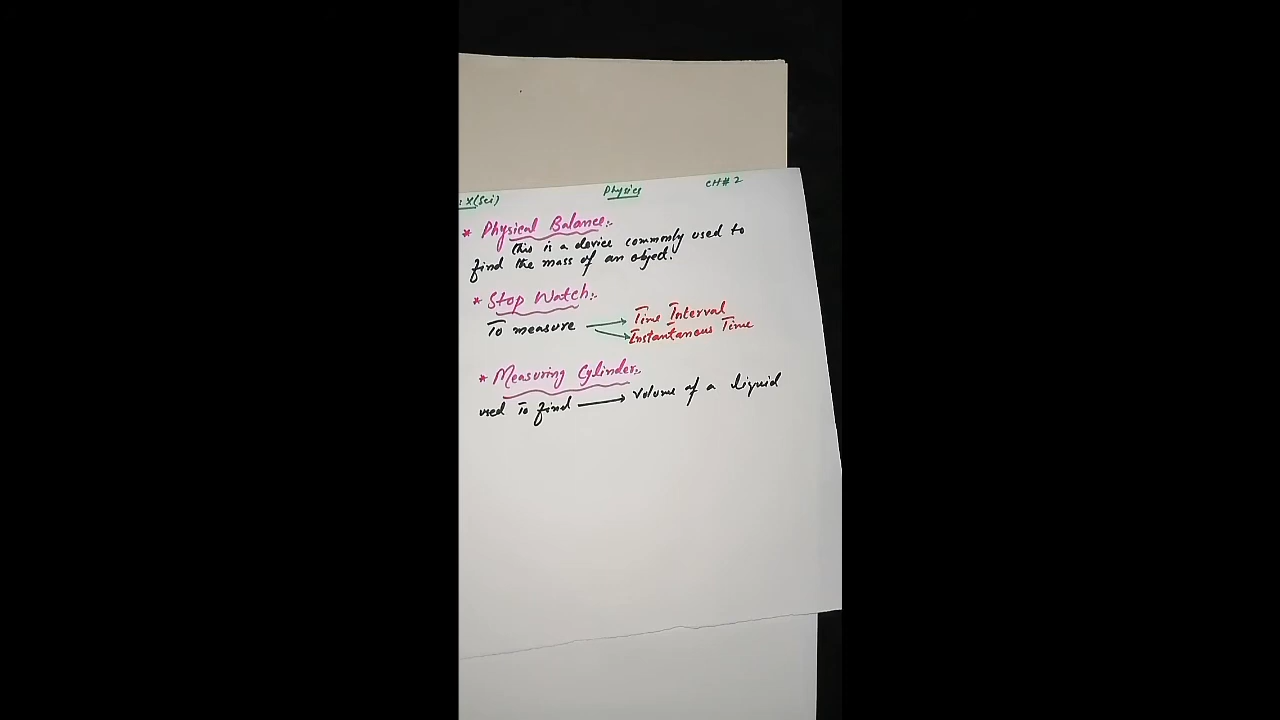 : X(Sci) Physics CH# 2
* Physical Balance:-
This is a device commonly used to
find the mass of an object.
* Stop Watch:-
To measure → Time Interval
→ Instantanous Time
* Measuring Cylinder:-
used To find → volume of a liquid